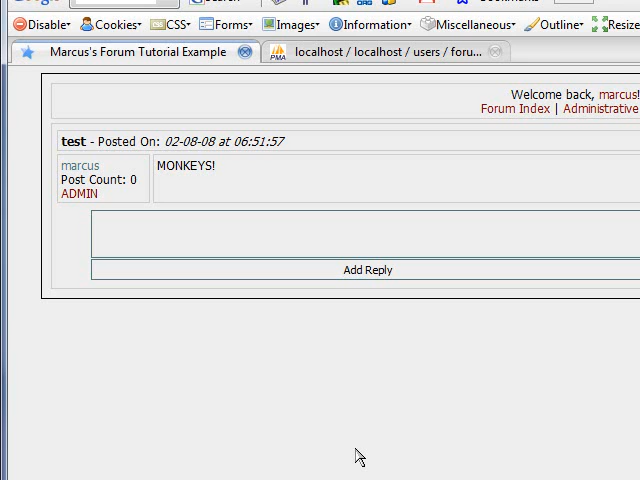 Disable▾ Cookies▾ CSS▾ Forms▾ Images▾ Information▾ Miscellaneous▾ Outline▾ Resize
Marcus's Forum Tutorial Example PMA localhost / localhost / users / foru...
Welcome back, marcus!
Forum Index | Administrative
test - Posted On: 02-08-08 at 06:51:57
marcus MONKEYS!
Post Count: 0
ADMIN
Add Reply